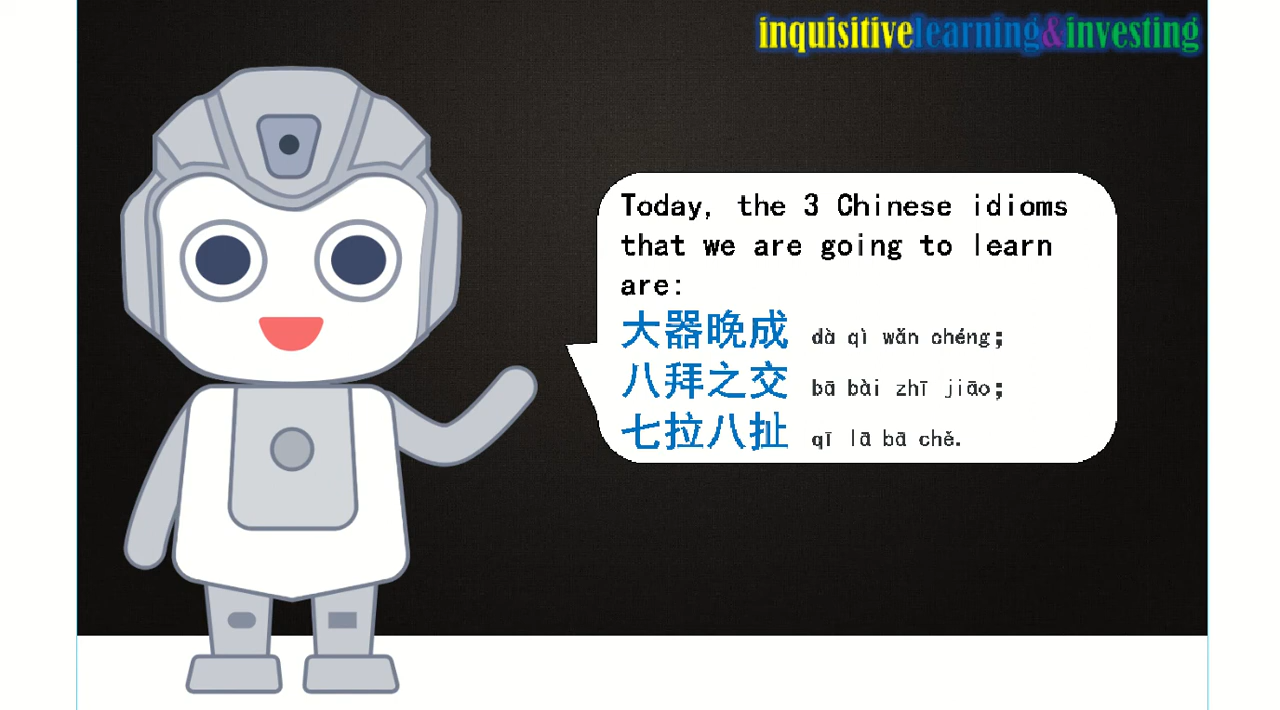 inquisitivelearning&investing
Today, the 3 Chinese idioms
that we are going to learn
are:
大器晚成 dà qì wǎn chéng;
八拜之交 bā bài zhī jiāo;
七拉八扯 qī lā bā chě.